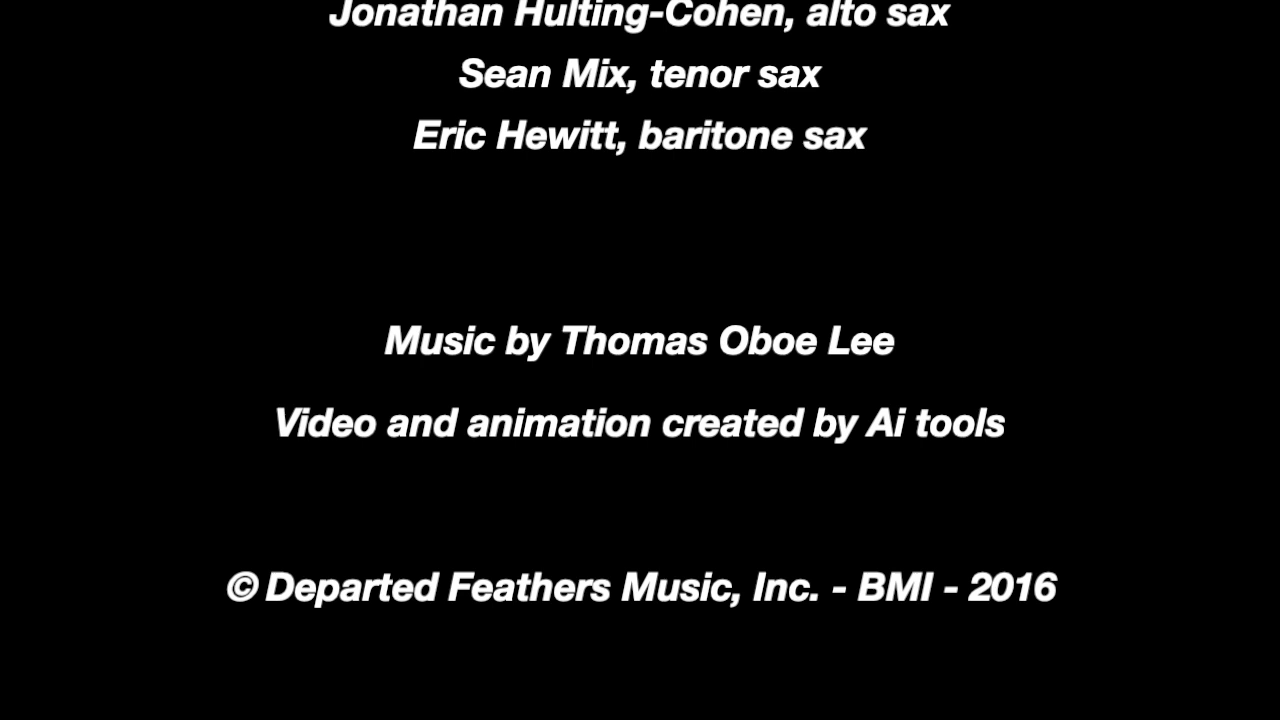 Jonathan Hulting-Cohen, alto sax
Sean Mix, tenor sax
Eric Hewitt, baritone sax
Music by Thomas Oboe Lee
Video and animation created by Ai tools
© Departed Feathers Music, Inc. - BMI - 2016